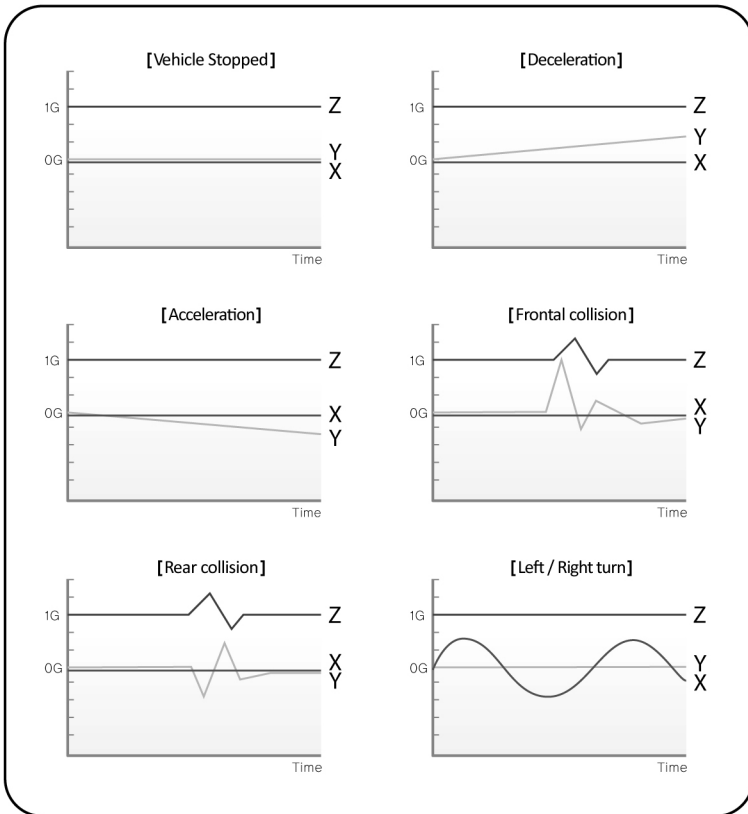 [Vehicle Stopped]
1G
Z
0G
Y
X
Time
[Deceleration]
1G
Z
Y
0G
X
Time
[Acceleration]
1G
Z
0G
X
Y
Time
[Frontal collision]
1G
Z
0G
X
Y
Time
[Rear collision]
1G
Z
0G
X
Y
Time
[Left / Right turn]
1G
Z
0G
Y
X
Time